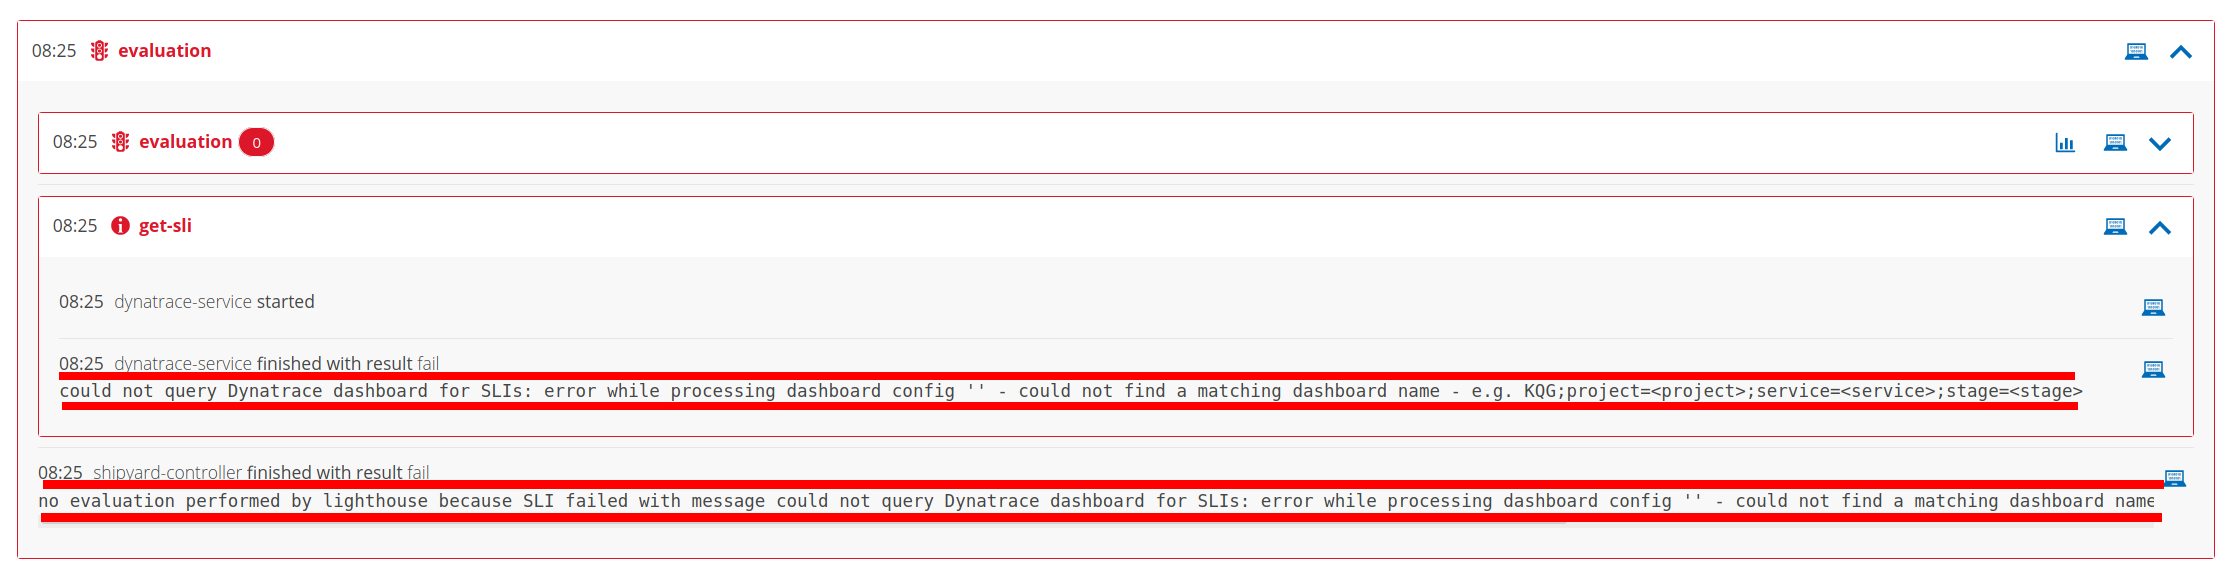 08:25 evaluation
08:25 evaluation 0
08:25 get-sli
08:25 dynatrace-service started
08:25 dynatrace-service finished with result fail
could not query Dynatrace dashboard for SLIs: error while processing dashboard config '' - could not find a matching dashboard name - e.g. KQG;project=<project>;service=<service>;stage=<stage>
08:25 shipyard-controller finished with result fail
no evaluation performed by lighthouse because SLI failed with message could not query Dynatrace dashboard for SLIs: error while processing dashboard config '' - could not find a matching dashboard name